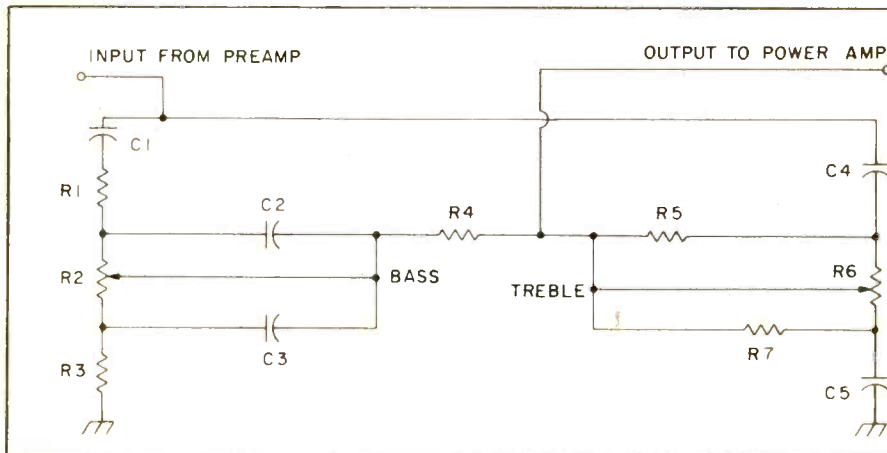 INPUT FROM PREAMP
OUTPUT TO POWER AMP
C1
C4
R1
C2
R4
R5
R2
BASS
R6
TREBLE
C3
R7
R3
C5